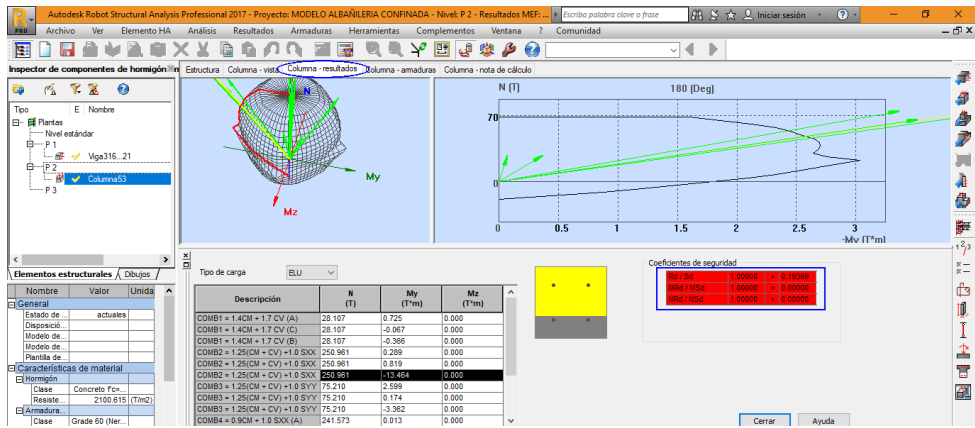 Autodesk Robot Structural Analysis Professional 2017 - Proyecto: MODELO ALBAÑILERIA CONFINADA - Nivel: P 2 - Resultados MEF: ...
Escriba palabra clave o frase
Iniciar sesión
PRO
Archivo Ver Elemento HA Análisis Resultados Armaduras Herramientas Complementos Ventana ? Comunidad
Inspector de componentes de hormigón
Estructura Columna - vista Columna - resultados Columna - armaduras Columna - nota de cálculo
Tipo E Nombre
Plantas
Nivel estándar
P 1
Viga316...21
P 2
Columna53
P 3
Elementos estructurales Dibujos
N
My
Mz
N (T) 180 (Deg)
70
0
0 0.5 1 1.5 2 2.5 3
-My (T*m)
Nombre Valor Unida
General
Estado de ... actuales
Disposició...
Modelo de...
Modelo de...
Plantilla de...
Características de material
Hormigón
Clase Concreto f'c=...
Resiste... 2100.615 (T/m2)
Armadura...
Clase Grade 60 (Ner...
Tipo de carga ELU
Descripción N (T) My (T*m) Mz (T*m)
COMB1 = 1.4CM + 1.7 CV (A) 28.107 0.725 0.000
COMB1 = 1.4CM + 1.7 CV (C) 28.107 -0.067 0.000
COMB1 = 1.4CM + 1.7 CV (B) 28.107 -0.366 0.000
COMB2 = 1.25(CM + CV) +1.0 SXX 250.961 0.289 0.000
COMB2 = 1.25(CM + CV) +1.0 SXX 250.961 0.819 0.000
COMB2 = 1.25(CM + CV) +1.0 SXX 250.961 -13.464 0.000
COMB3 = 1.25(CM + CV) +1.0 SYY 75.210 2.599 0.000
COMB3 = 1.25(CM + CV) +1.0 SYY 75.210 0.174 0.000
COMB3 = 1.25(CM + CV) +1.0 SYY 75.210 -3.362 0.000
COMB4 = 0.9CM + 1.0 SXX (A) 241.573 0.013 0.000
Coeficientes de seguridad
Rd / Sd 1.00000 > 0.19389
MRd / MSd 1.00000 > 0.00000
NRd / NSd 1.00000 > 0.00000
Cerrar Ayuda